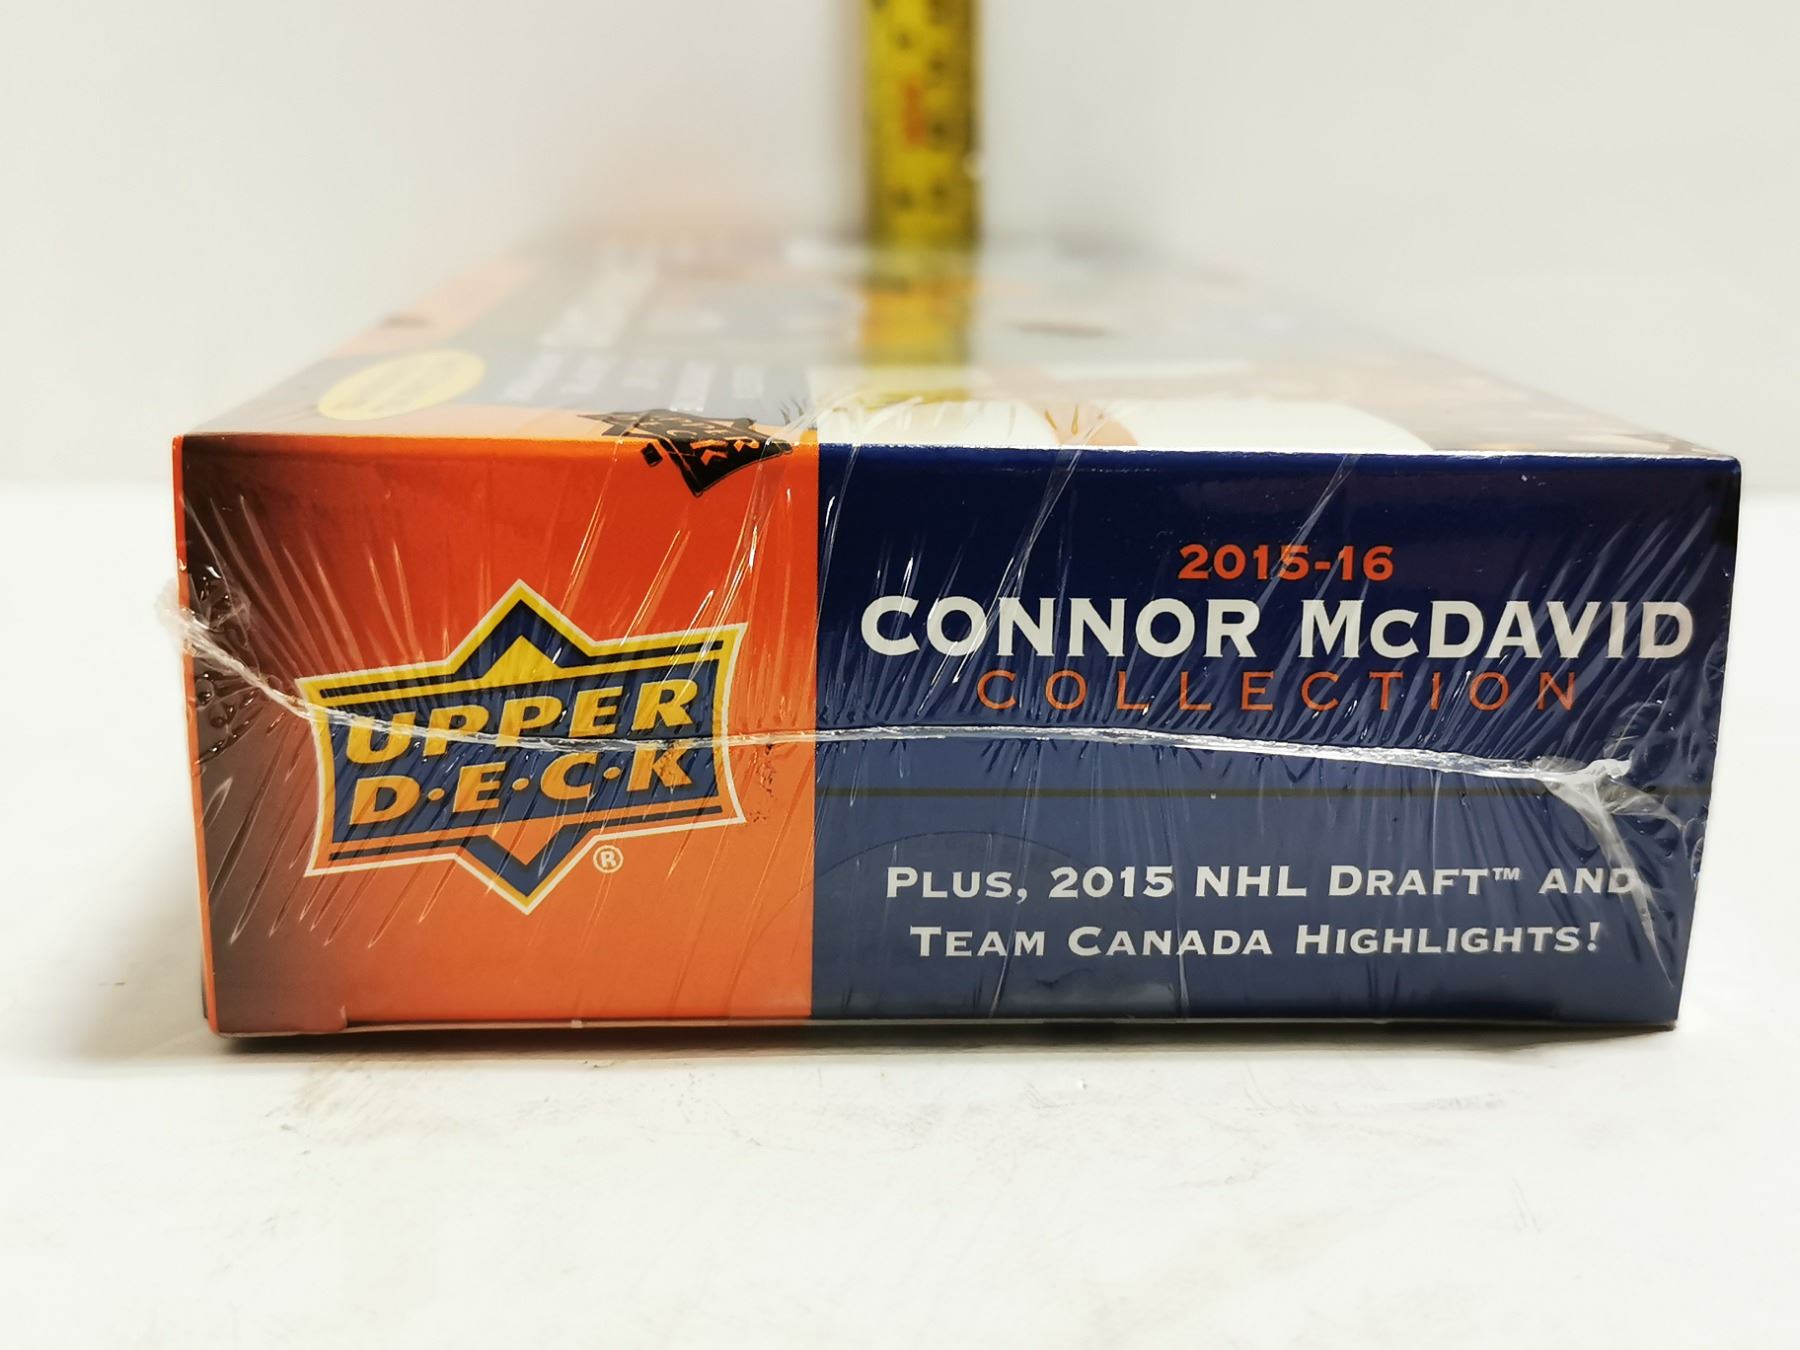 UPPER
D·E·C·K
®
2015-16
CONNOR McDAVID
COLLECTION
PLUS, 2015 NHL DRAFT™ AND
TEAM CANADA HIGHLIGHTS!